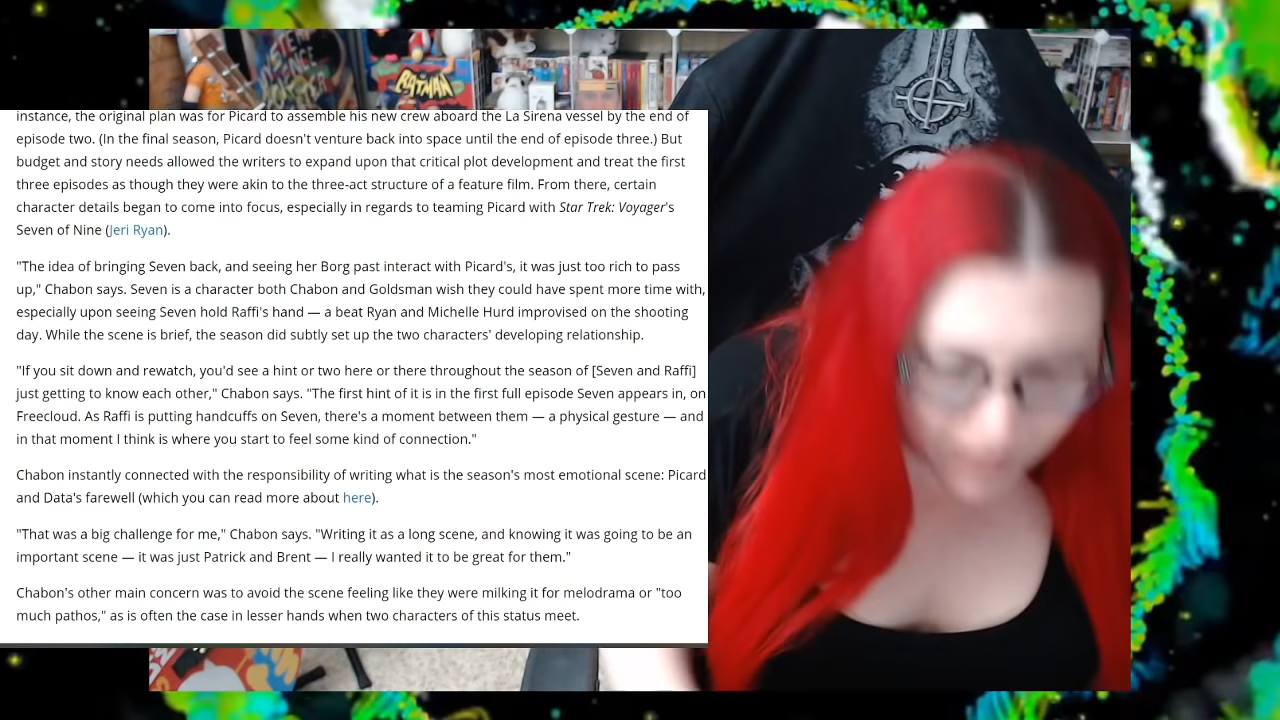 BATMAN
instance, the original plan was for Picard to assemble his new crew aboard the La Sirena vessel by the end of
episode two. (In the final season, Picard doesn't venture back into space until the end of episode three.) But
budget and story needs allowed the writers to expand upon that critical plot development and treat the first
three episodes as though they were akin to the three-act structure of a feature film. From there, certain
character details began to come into focus, especially in regards to teaming Picard with Star Trek: Voyager's
Seven of Nine (Jeri Ryan).
"The idea of bringing Seven back, and seeing her Borg past interact with Picard's, it was just too rich to pass
up," Chabon says. Seven is a character both Chabon and Goldsman wish they could have spent more time with,
especially upon seeing Seven hold Raffi's hand — a beat Ryan and Michelle Hurd improvised on the shooting
day. While the scene is brief, the season did subtly set up the two characters' developing relationship.
"If you sit down and rewatch, you'd see a hint or two here or there throughout the season of [Seven and Raffi]
just getting to know each other," Chabon says. "The first hint of it is in the first full episode Seven appears in, on
Freecloud. As Raffi is putting handcuffs on Seven, there's a moment between them — a physical gesture — and
in that moment I think is where you start to feel some kind of connection."
Chabon instantly connected with the responsibility of writing what is the season's most emotional scene: Picard
and Data's farewell (which you can read more about here).
"That was a big challenge for me," Chabon says. "Writing it as a long scene, and knowing it was going to be an
important scene — it was just Patrick and Brent — I really wanted it to be great for them."
Chabon's other main concern was to avoid the scene feeling like they were milking it for melodrama or "too
much pathos," as is often the case in lesser hands when two characters of this status meet.